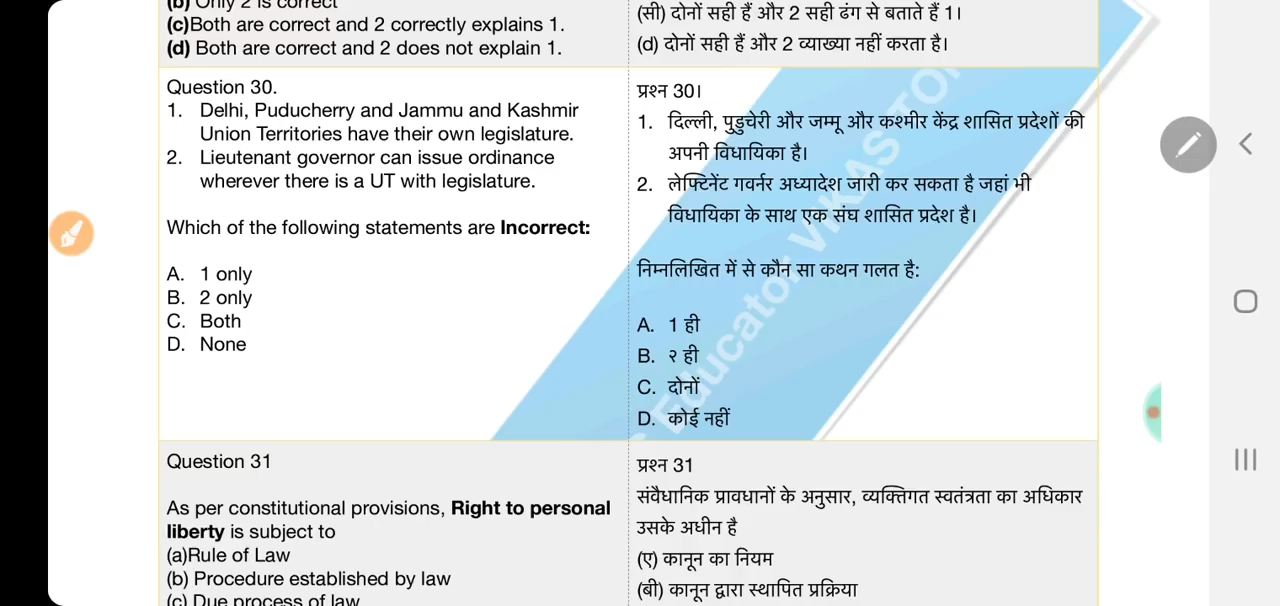 (b) Only 2 is correct
(c)Both are correct and 2 correctly explains 1.
(d) Both are correct and 2 does not explain 1.
(सी) दोनों सही हैं और 2 सही ढंग से बताते हैं 1।
(d) दोनों सही हैं और 2 व्याख्या नहीं करता है।
Question 30.
1. Delhi, Puducherry and Jammu and Kashmir
Union Territories have their own legislature.
2. Lieutenant governor can issue ordinance
wherever there is a UT with legislature.
Which of the following statements are Incorrect:
A. 1 only
B. 2 only
C. Both
D. None
प्रश्न 30।
1. दिल्ली, पुडुचेरी और जम्मू और कश्मीर केंद्र शासित प्रदेशों की
अपनी विधायिका है।
2. लेफ्टिनेंट गवर्नर अध्यादेश जारी कर सकता है जहां भी
विधायिका के साथ एक संघ शासित प्रदेश है।
निम्नलिखित में से कौन सा कथन गलत है:
A. 1 ही
B. २ ही
C. दोनों
D. कोई नहीं
Question 31
As per constitutional provisions, Right to personal
liberty is subject to
(a)Rule of Law
(b) Procedure established by law
(c) Due process of law
प्रश्न 31
संवैधानिक प्रावधानों के अनुसार, व्यक्तिगत स्वतंत्रता का अधिकार
उसके अधीन है
(ए) कानून का नियम
(बी) कानून द्वारा स्थापित प्रक्रिया
Educator VIKAS